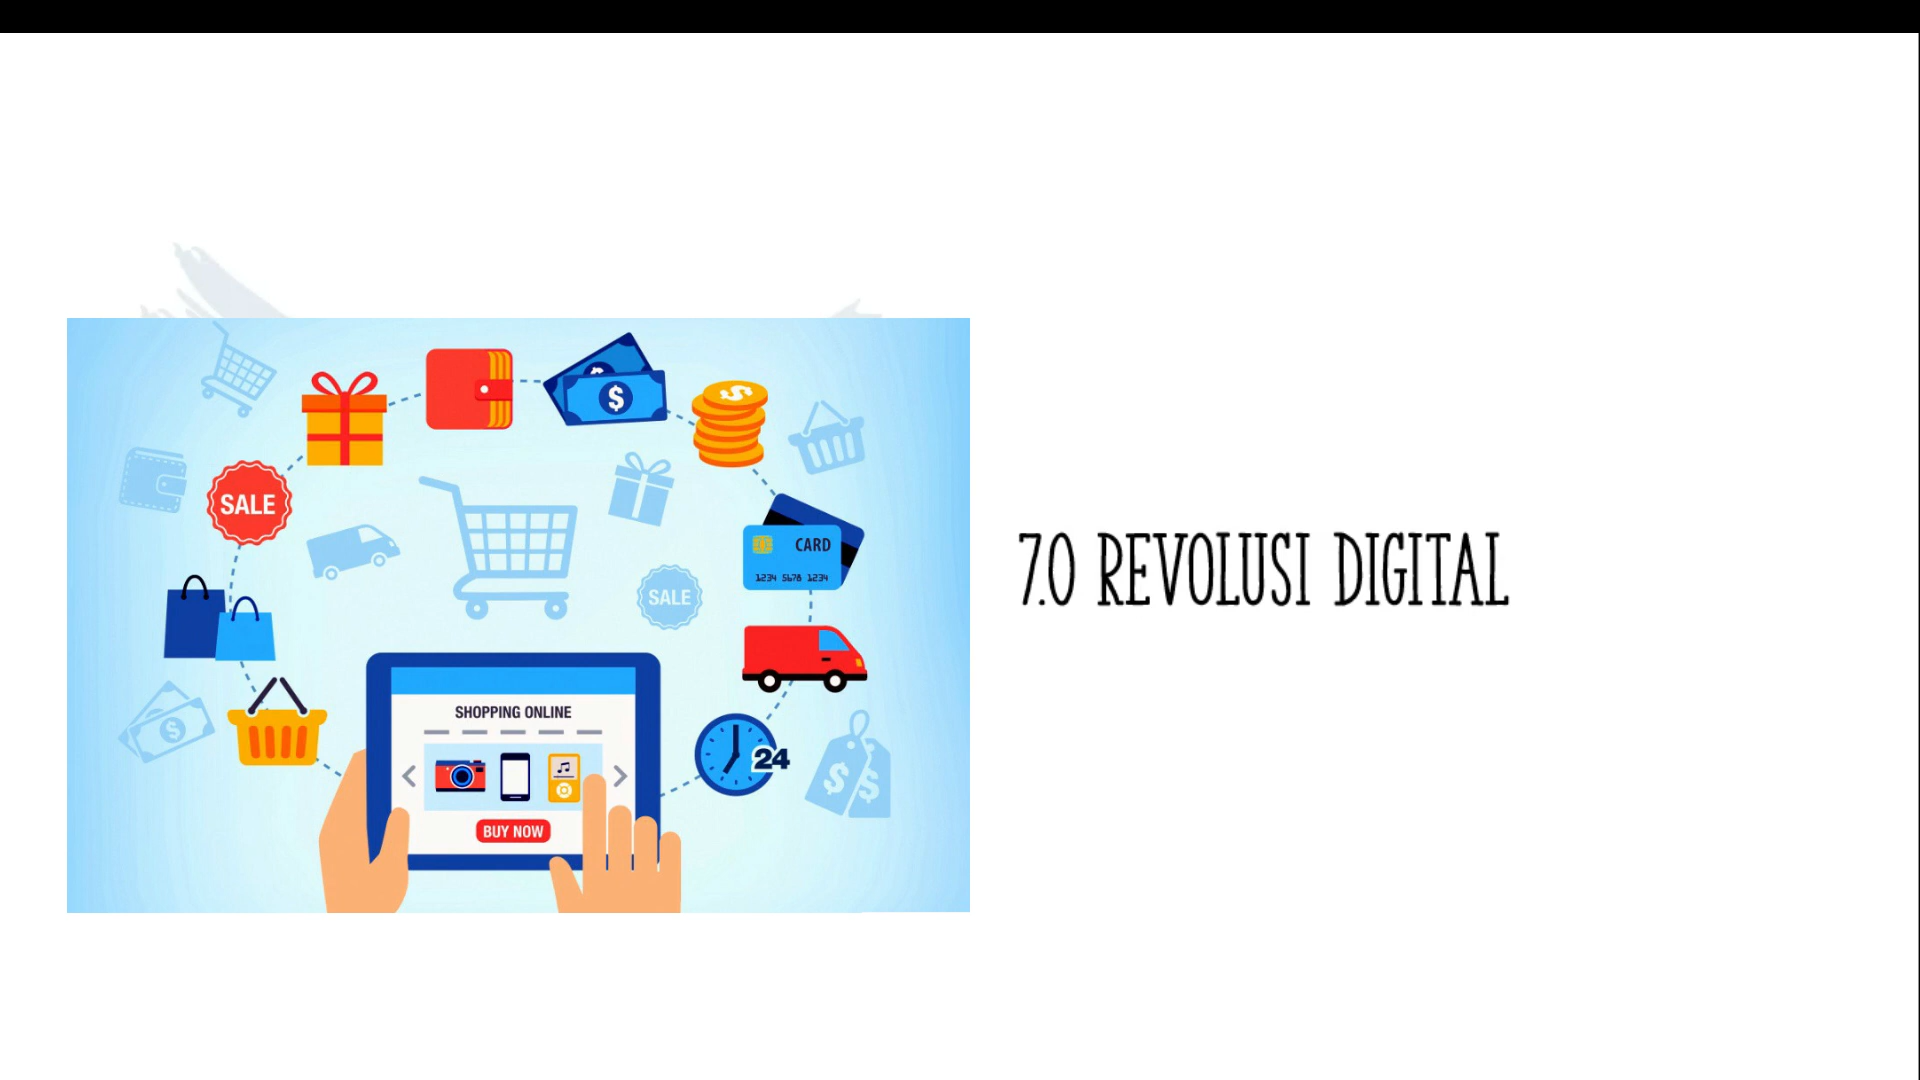 $
$
CARD
1234 5678 1234
SALE
SALE
$
24
$
$
SHOPPING ONLINE
BUY NOW
7.0 REVOLUSI DIGITAL